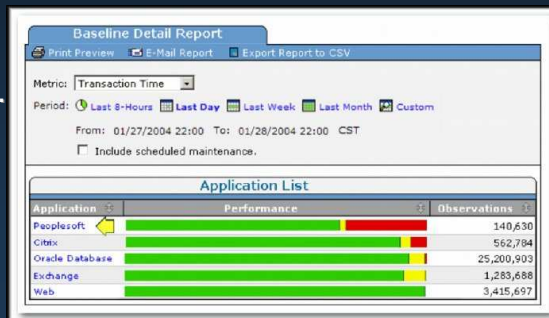 Baseline Detail Report
Print Preview E-Mail Report Export Report to CSV
Metric: Transaction Time
Period: Last 8-Hours Last Day Last Week Last Month Custom
From: 01/27/2004 22:00 To: 01/28/2004 22:00 CST
Include scheduled maintenance.
Application List
Application Performance Observations
Peoplesoft 140,630
Citrix 562,784
Oracle Database 25,200,903
Exchange 1,283,688
Web 3,415,697